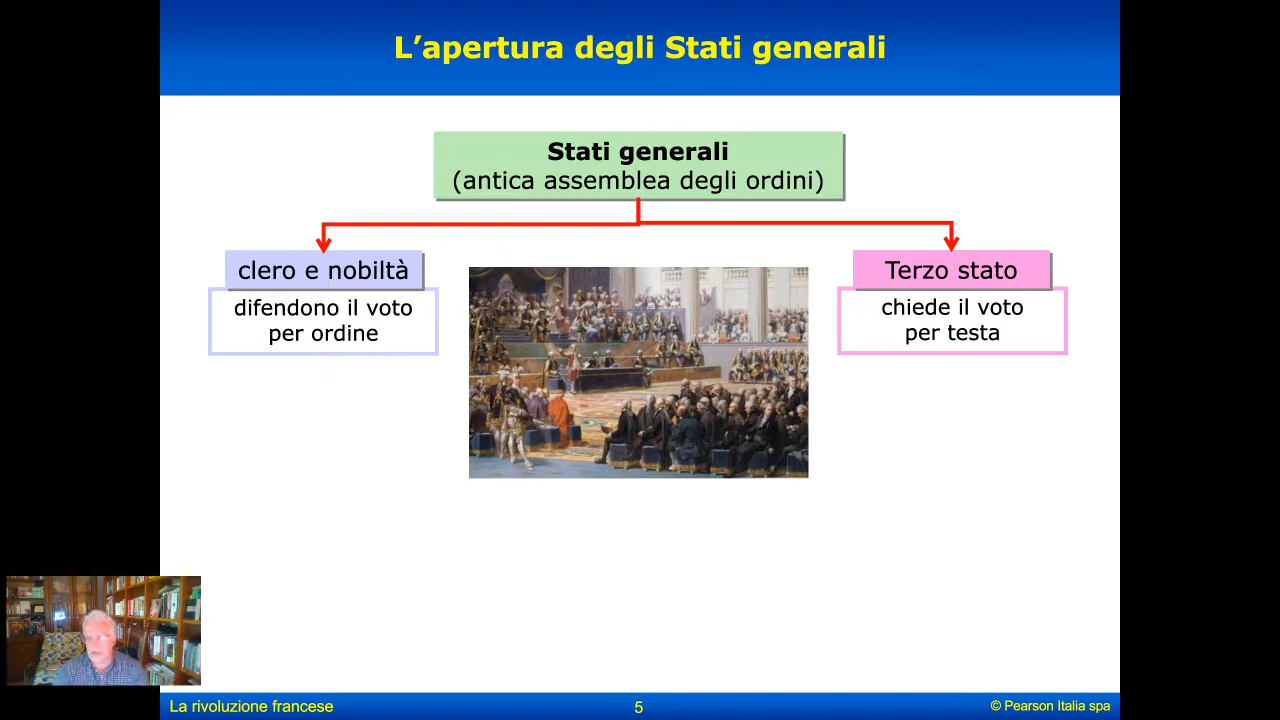 L’apertura degli Stati generali
Stati generali
(antica assemblea degli ordini)
clero e nobiltà
difendono il voto
per ordine
Terzo stato
chiede il voto
per testa
La rivoluzione francese
5
© Pearson Italia spa